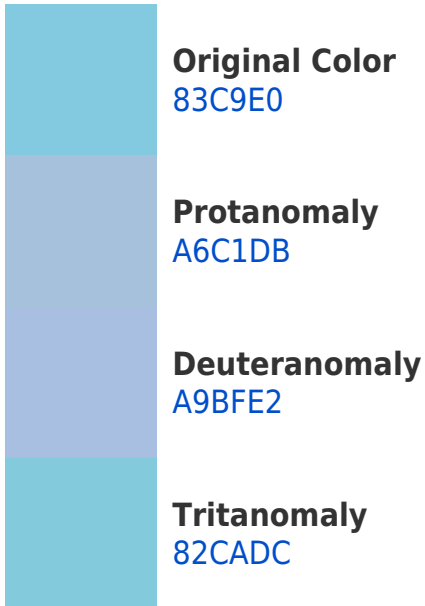 Original Color
83C9E0
Protanomaly
A6C1DB
Deuteranomaly
A9BFE2
Tritanomaly
82CADC